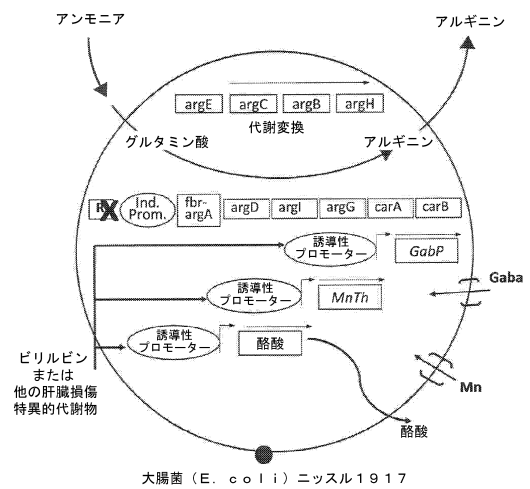 アンモニア
アルギニン
argE argC argB argH
代謝変換
グルタミン酸
アルギニン
Ind. Prom.
fbr-argA
argD argI argG carA carB
誘導性
プロモーター
GabP
誘導性
プロモーター
MnTh
Gaba
誘導性
プロモーター
酪酸
Mn
ビリルビン
または
他の肝臓損傷
特異的代謝物
酪酸
大腸菌（E. coli）ニッスル1917